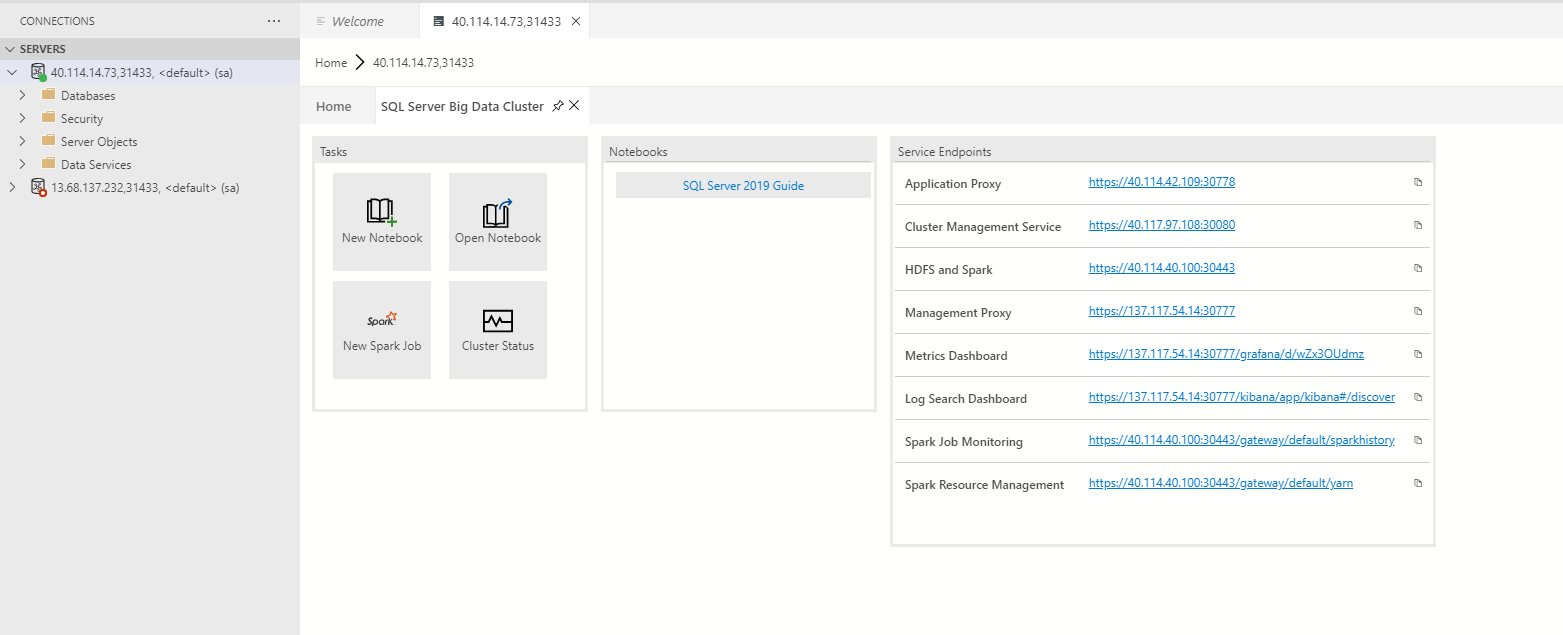 CONNECTIONS
...
SERVERS
40.114.14.73,31433, <default> (sa)
Databases
Security
Server Objects
Data Services
13.68.137.232,31433, <default> (sa)
Welcome
40.114.14.73,31433
Home
40.114.14.73,31433
Home
SQL Server Big Data Cluster
Tasks
New Notebook
Open Notebook
Spark
New Spark Job
Cluster Status
Notebooks
SQL Server 2019 Guide
Service Endpoints
Application Proxy https://40.114.42.109:30778
Cluster Management Service https://40.117.97.108:30080
HDFS and Spark https://40.114.40.100:30443
Management Proxy https://137.117.54.14:30777
Metrics Dashboard https://137.117.54.14:30777/grafana/d/wZx3OUdmz
Log Search Dashboard https://137.117.54.14:30777/kibana/app/kibana#/discover
Spark Job Monitoring https://40.114.40.100:30443/gateway/default/sparkhistory
Spark Resource Management https://40.114.40.100:30443/gateway/default/yarn